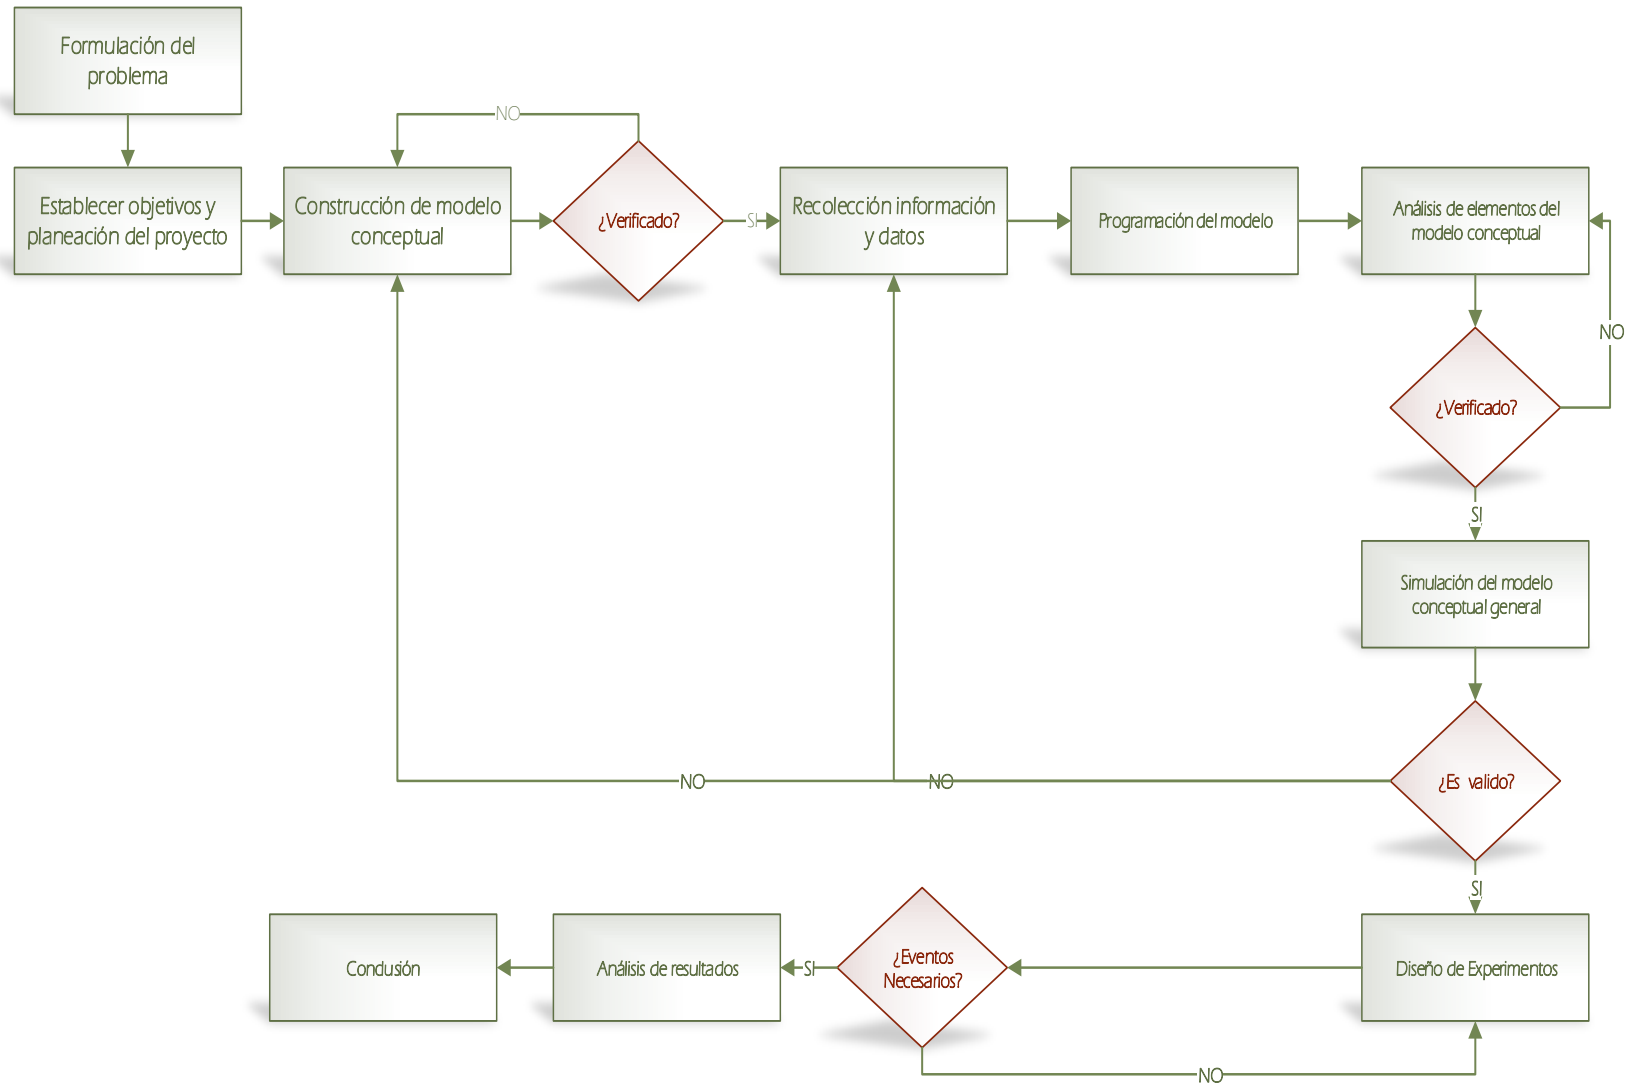 Formulación del
problema
NO
Establecer objetivos y
planeación del proyecto
Construcción de modelo
conceptual
¿Verificado?
SI
Recolección información
y datos
Programación del modelo
Análisis de elementos del
modelo conceptual
NO
¿Verificado?
SI
Simulación del modelo
conceptual general
¿Es valido?
NO
NO
SI
Diseño de Experimentos
¿Eventos
Necesarios?
SI
Análisis de resultados
Conclusión
NO